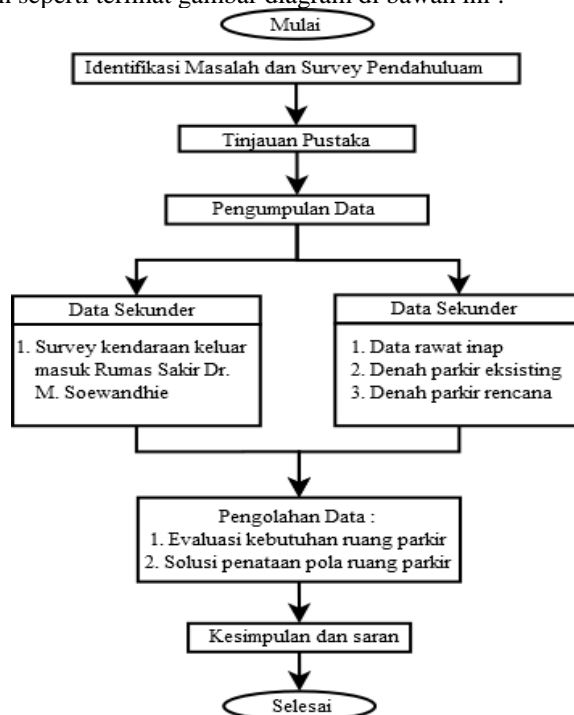 seperti terlihat gambar diagram di bawah ini :
Mulai
Identifikasi Masalah dan Survey Pendahuluam
Tinjauan Pustaka
Pengumpulan Data
Data Sekunder
1. Survey kendaraan keluar
masuk Rumas Sakir Dr.
M. Soewandhie
Data Sekunder
1. Data rawat inap
2. Denah parkir eksisting
3. Denah parkir rencana
Pengolahan Data :
1. Evaluasi kebutuhan ruang parkir
2. Solusi penataan pola ruang parkir
Kesimpulan dan saran
Selesai